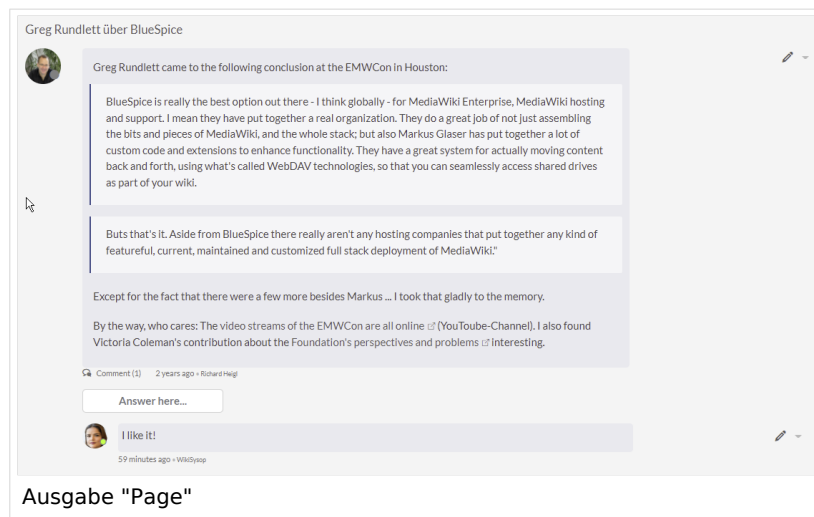 Greg Rundlett über BlueSpice
Greg Rundlett came to the following conclusion at the EMWCon in Houston:
BlueSpice is really the best option out there - I think globally - for MediaWiki Enterprise, MediaWiki hosting
and support. I mean they have put together a real organization. They do a great job of not just assembling
the bits and pieces of MediaWiki, and the whole stack; but also Markus Glaser has put together a lot of
custom code and extensions to enhance functionality. They have a great system for actually moving content
back and forth, using what's called WebDAV technologies, so that you can seamlessly access shared drives
as part of your wiki.
Buts that's it. Aside from BlueSpice there really aren't any hosting companies that put together any kind of
featureful, current, maintained and customized full stack deployment of MediaWiki."
Except for the fact that there were a few more besides Markus ... I took that gladly to the memory.
By the way, who cares: The video streams of the EMWCon are all online (YouToube-Channel). I also found
Victoria Coleman's contribution about the Foundation's perspectives and problems interesting.
Comment (1) 2 years ago • Richard Heigl
Answer here...
I like it!
59 minutes ago • WikiSysop
Ausgabe "Page"